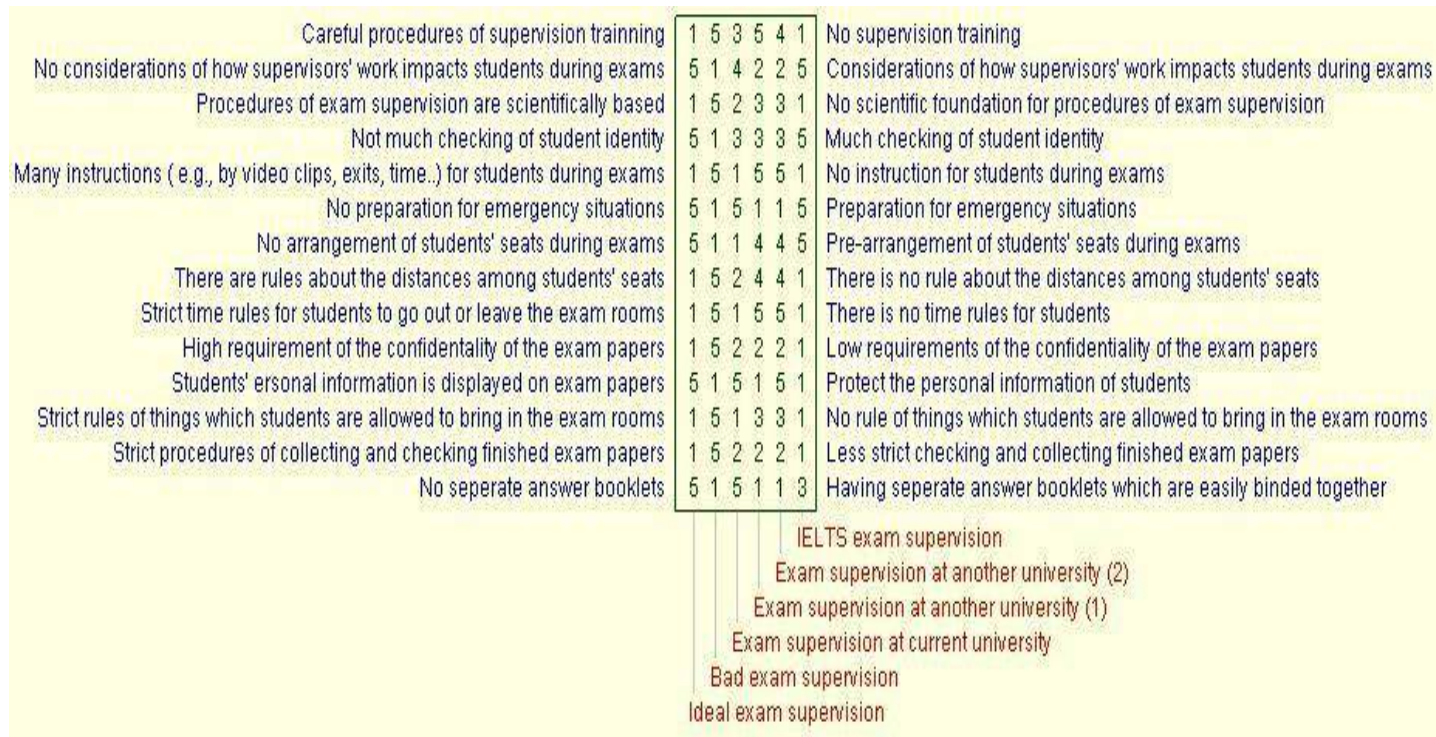 Careful procedures of supervision trainning 1 5 3 5 4 1 No supervision training
No considerations of how supervisors' work impacts students during exams 5 1 4 2 2 5 Considerations of how supervisors' work impacts students during exams
Procedures of exam supervision are scientifically based 1 5 2 3 3 1 No scientific foundation for procedures of exam supervision
Not much checking of student identity 5 1 3 3 3 5 Much checking of student identity
Many instructions ( e.g., by video clips, exits, time..) for students during exams 1 5 1 5 5 1 No instruction for students during exams
No preparation for emergency situations 5 1 5 1 1 5 Preparation for emergency situations
No arrangement of students' seats during exams 5 1 1 4 4 5 Pre-arrangement of students' seats during exams
There are rules about the distances among students' seats 1 5 2 4 4 1 There is no rule about the distances among students' seats
Strict time rules for students to go out or leave the exam rooms 1 5 1 5 5 1 There is no time rules for students
High requirement of the confidentality of the exam papers 1 5 2 2 2 1 Low requirements of the confidentiality of the exam papers
Students' ersonal information is displayed on exam papers 5 1 5 1 5 1 Protect the personal information of students
Strict rules of things which students are allowed to bring in the exam rooms 1 5 1 3 3 1 No rule of things which students are allowed to bring in the exam rooms
Strict procedures of collecting and checking finished exam papers 1 5 2 2 2 1 Less strict checking and collecting finished exam papers
No seperate answer booklets 5 1 5 1 1 3 Having seperate answer booklets which are easily binded together
IELTS exam supervision
Exam supervision at another university (2)
Exam supervision at another university (1)
Exam supervision at current university
Bad exam supervision
Ideal exam supervision